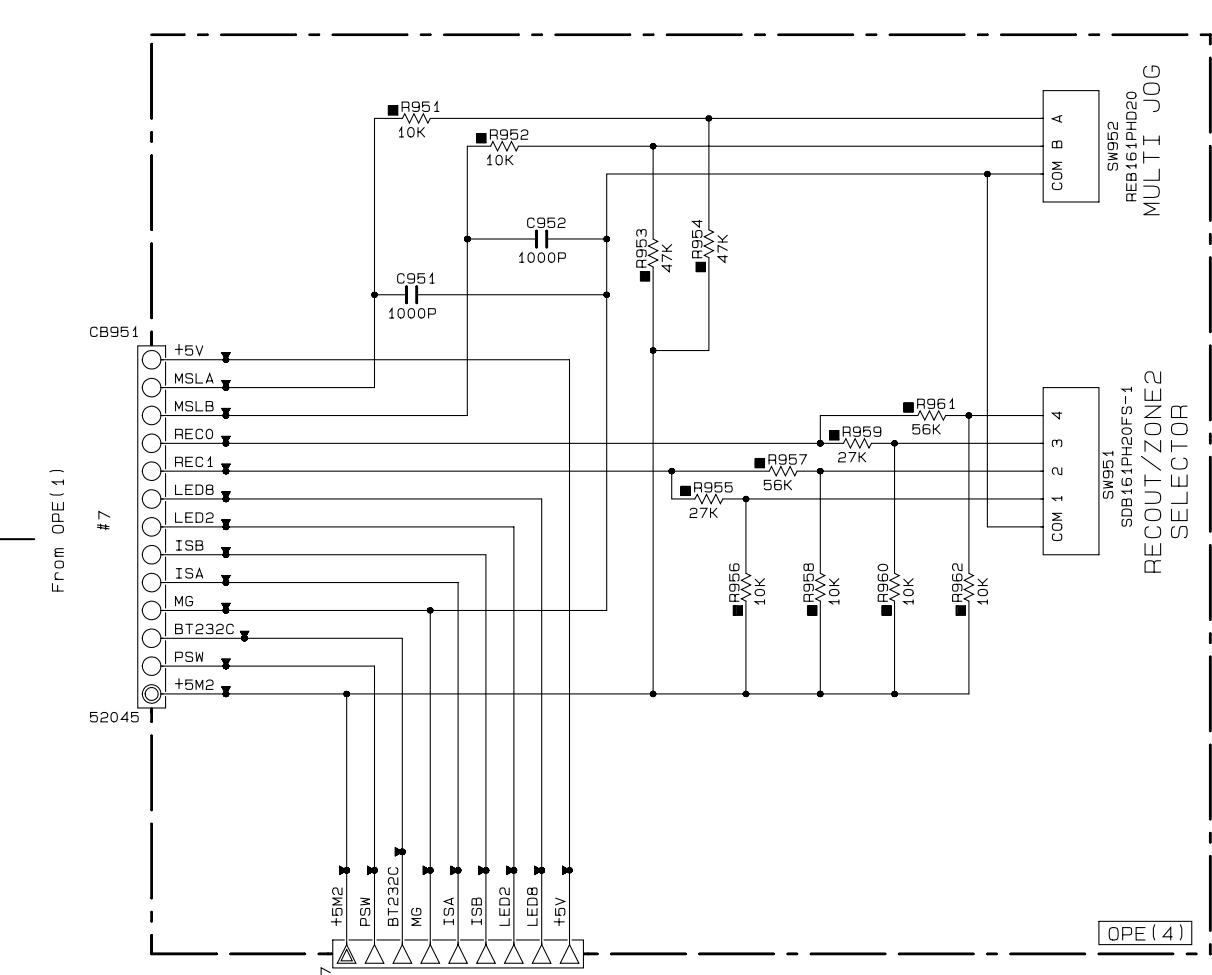 R951
10K
R952
10K
A
B
COM
SW952
REB161PHD20
MULTI JOG
C952
1000P
R953
47K
R954
47K
C951
1000P
CB951
+5V
MSLA
MSLB
REC0
REC1
LED8
LED2
ISB
ISA
MG
BT232C
PSW
+5M2
52045
From OPE(1)
#7
R961
56K
R959
27K
R957
56K
R955
27K
4
3
2
1
COM
SW951
SDB161PH20FS-1
RECOUT/ZONE2
SELECTOR
R956
10K
R958
10K
R960
10K
R962
10K
+5M2
PSW
BT232C
MG
ISA
ISB
LED2
LED8
+5V
7
OPE(4)